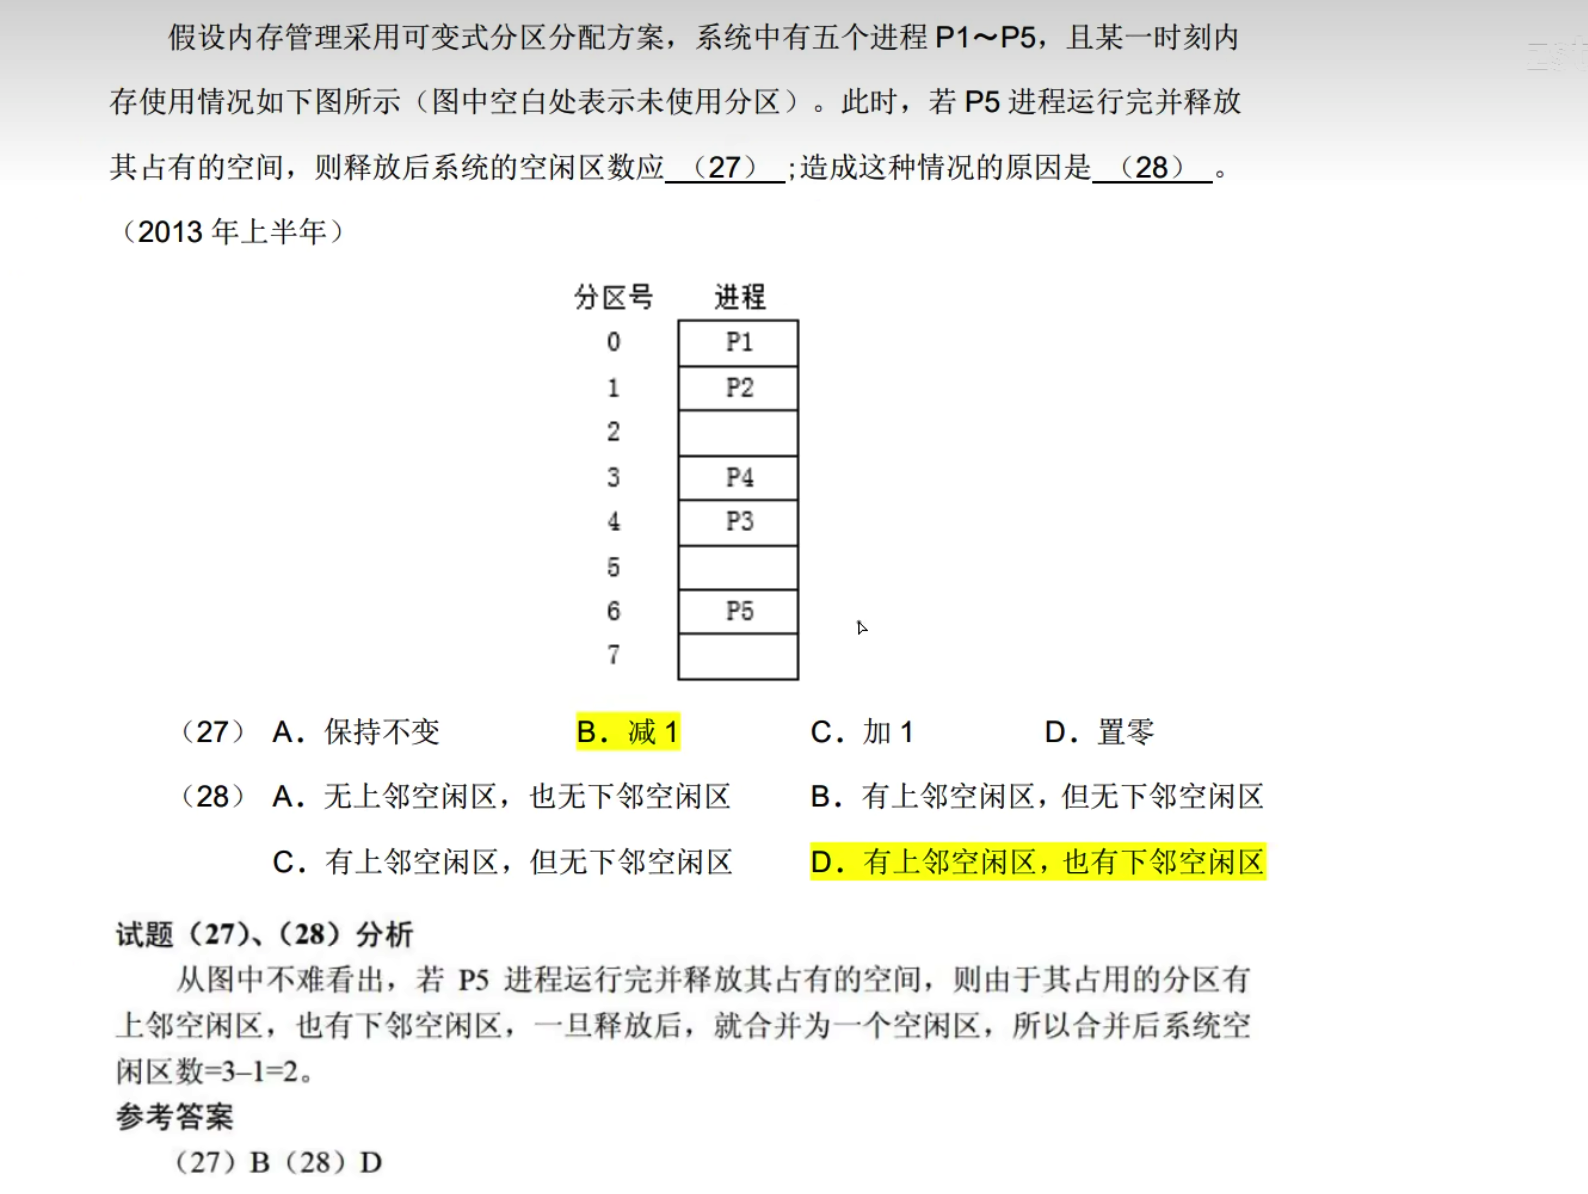 假设内存管理采用可变式分区分配方案，系统中有五个进程 P1～P5，且某一时刻内
存使用情况如下图所示（图中空白处表示未使用分区）。此时，若 P5 进程运行完并释放
其占有的空间，则释放后系统的空闲区数应 （27） ;造成这种情况的原因是 （28） 。
（2013 年上半年）
分区号 进程
0 P1
1 P2
2
3 P4
4 P3
5
6 P5
7
（27） A．保持不变 B．减 1 C．加 1 D．置零
（28） A．无上邻空闲区，也无下邻空闲区 B．有上邻空闲区，但无下邻空闲区
C．有上邻空闲区，但无下邻空闲区 D．有上邻空闲区，也有下邻空闲区
试题（27）、（28）分析
从图中不难看出，若 P5 进程运行完并释放其占有的空间，则由于其占用的分区有
上邻空闲区，也有下邻空闲区，一旦释放后，就合并为一个空闲区，所以合并后系统空
闲区数=3–1=2。
参考答案
（27）B（28）D